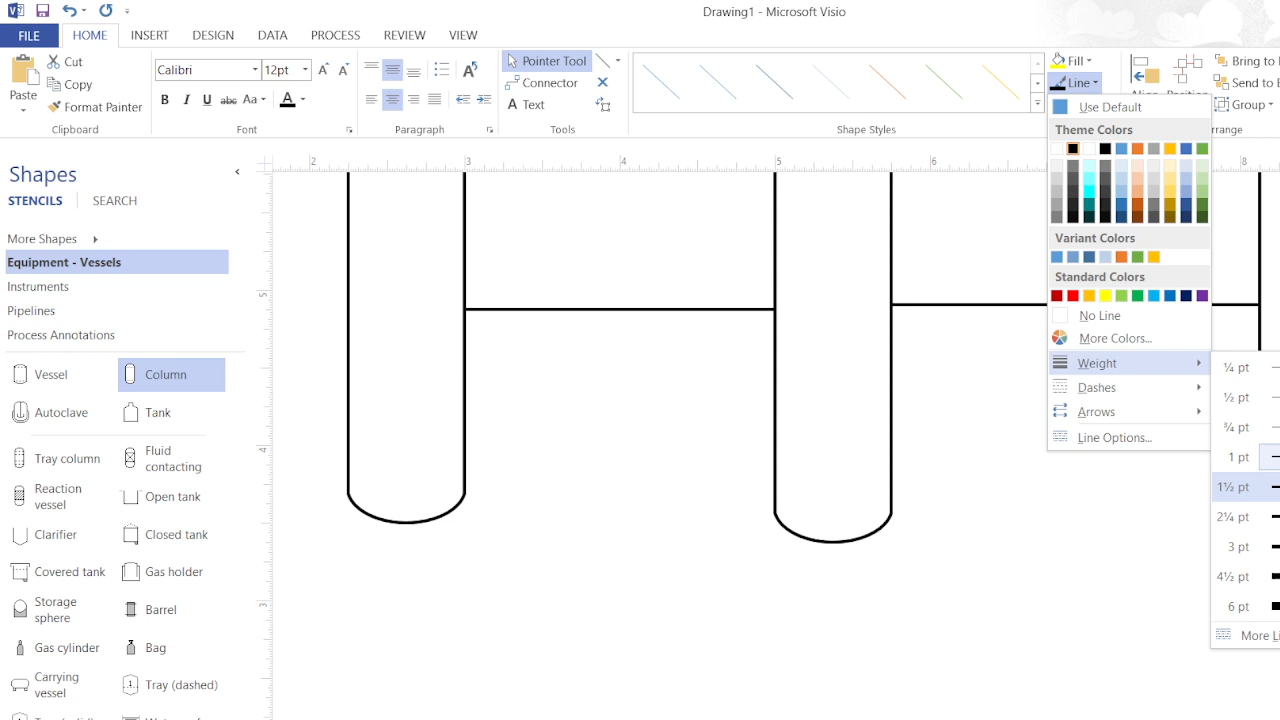 Drawing1 - Microsoft Visio
FILE HOME INSERT DESIGN DATA PROCESS REVIEW VIEW
Paste
Cut
Copy
Format Painter
Clipboard
Calibri 12pt
B I U abc Aa A
Font
Paragraph
Pointer Tool
Connector
A Text
Tools
Shape Styles
Fill
Line
Position
Bring to
Send to
Group
Use Default
Theme Colors
Variant Colors
Standard Colors
No Line
More Colors...
Weight
Dashes
Arrows
Line Options...
¼ pt
½ pt
¾ pt
1 pt
1½ pt
2¼ pt
3 pt
4½ pt
6 pt
2 3 4 5 6 8
5
4
3
Shapes
STENCILS SEARCH
More Shapes
Equipment - Vessels
Instruments
Pipelines
Process Annotations
Vessel Column
Autoclave Tank
Tray column Fluid
contacting
Reaction
vessel Open tank
Clarifier Closed tank
Covered tank Gas holder
Storage
sphere Barrel
Gas cylinder Bag
Carrying
vessel Tray (dashed)